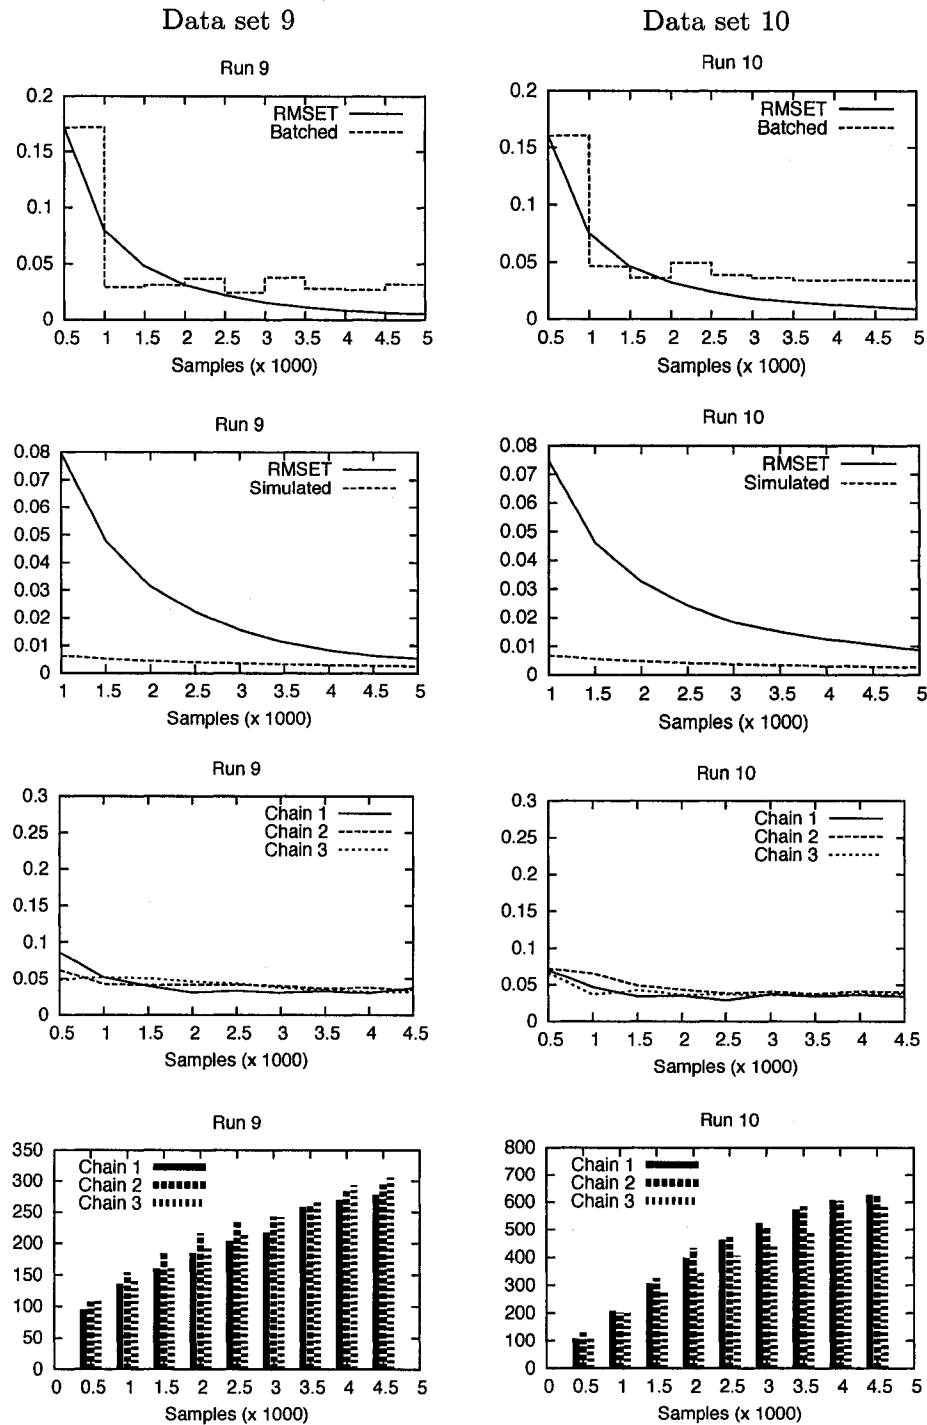 Data set 9
Data set 10
Run 9
0.2
0.15
0.1
0.05
0
RMSET
Batched
0.5 1 1.5 2 2.5 3 3.5 4 4.5 5
Samples (x 1000)
Run 10
0.2
0.15
0.1
0.05
0
RMSET
Batched
0.5 1 1.5 2 2.5 3 3.5 4 4.5 5
Samples (x 1000)
Run 9
0.08
0.07
0.06
0.05
0.04
0.03
0.02
0.01
0
RMSET
Simulated
1 1.5 2 2.5 3 3.5 4 4.5 5
Samples (x 1000)
Run 10
0.08
0.07
0.06
0.05
0.04
0.03
0.02
0.01
0
RMSET
Simulated
1 1.5 2 2.5 3 3.5 4 4.5 5
Samples (x 1000)
Run 9
0.3
0.25
0.2
0.15
0.1
0.05
0
Chain 1
Chain 2
Chain 3
0.5 1 1.5 2 2.5 3 3.5 4 4.5
Samples (x 1000)
Run 10
0.3
0.25
0.2
0.15
0.1
0.05
0
Chain 1
Chain 2
Chain 3
0.5 1 1.5 2 2.5 3 3.5 4 4.5
Samples (x 1000)
Run 9
350
300
250
200
150
100
50
0
Chain 1
Chain 2
Chain 3
0 0.5 1 1.5 2 2.5 3 3.5 4 4.5 5
Samples (x 1000)
Run 10
800
700
600
500
400
300
200
100
0
Chain 1
Chain 2
Chain 3
0 0.5 1 1.5 2 2.5 3 3.5 4 4.5 5
Samples (x 1000)